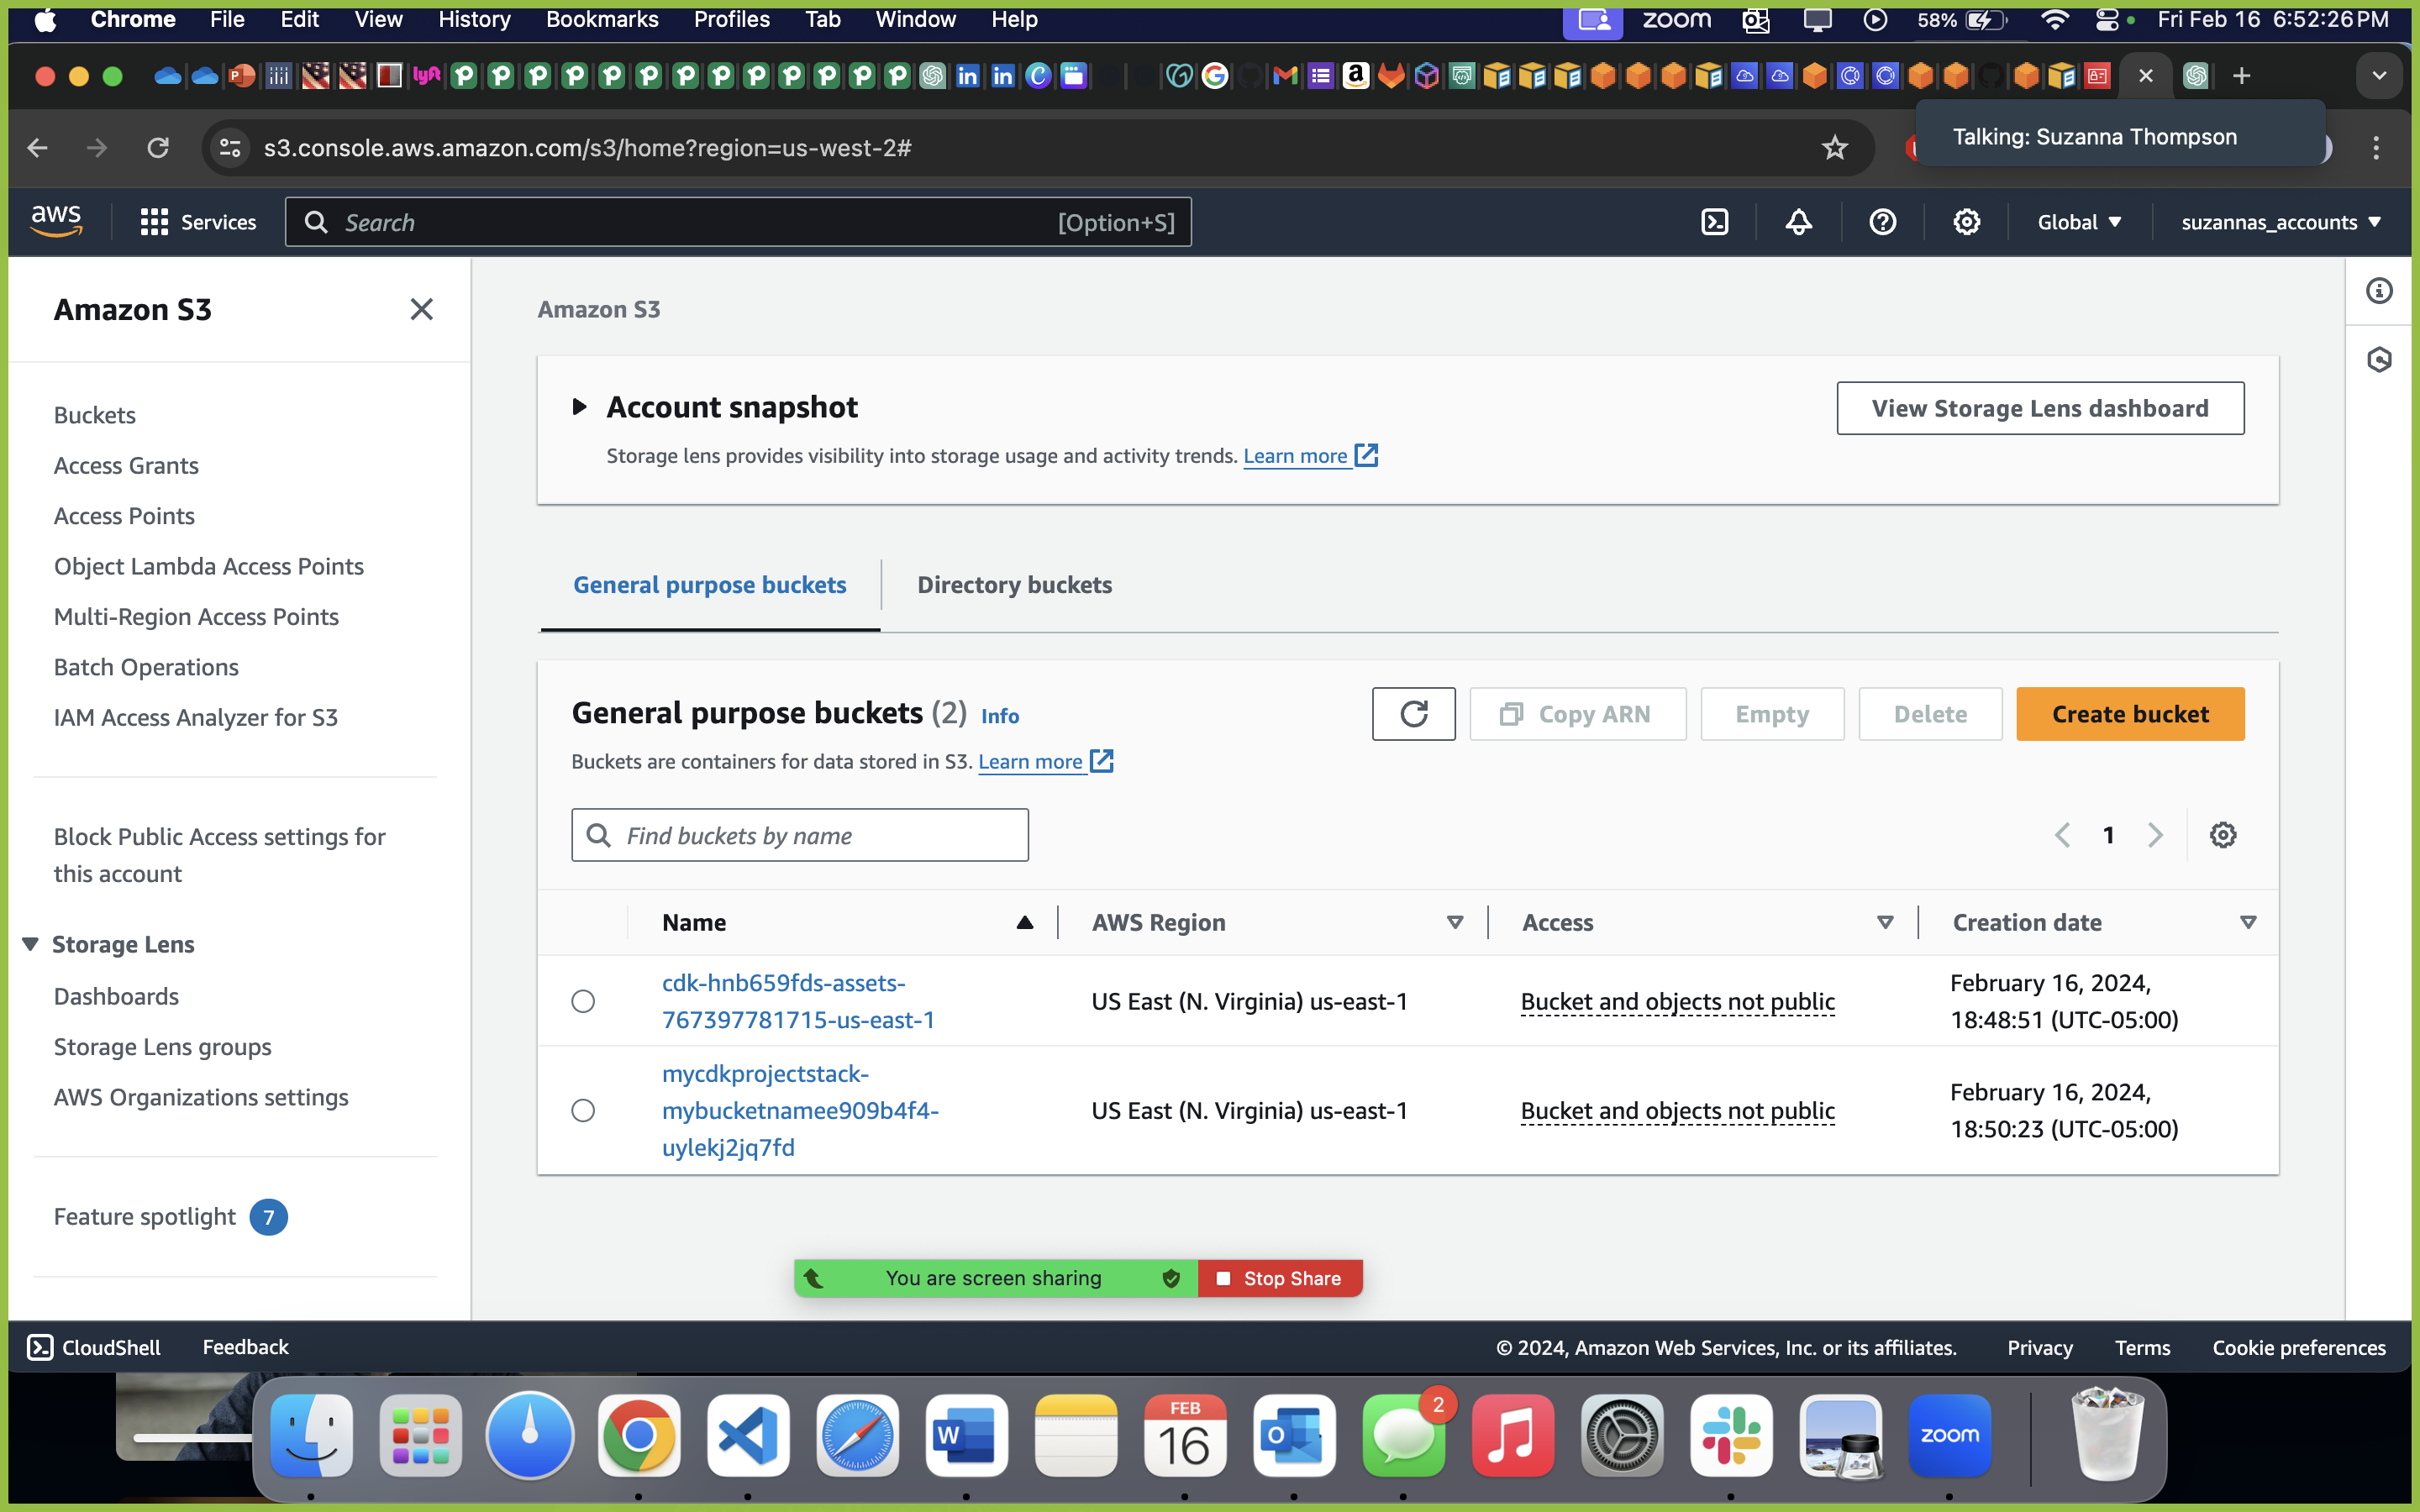 Chrome File Edit View History Bookmarks Profiles Tab Window Help zoom 58% Fri Feb 16 6:52:26 PM
s3.console.aws.amazon.com/s3/home?region=us-west-2#
Talking: Suzanna Thompson
aws Services Search [Option+S] Global suzannas_accounts
Amazon S3
Buckets
Access Grants
Access Points
Object Lambda Access Points
Multi-Region Access Points
Batch Operations
IAM Access Analyzer for S3
Block Public Access settings for
this account
Storage Lens
Dashboards
Storage Lens groups
AWS Organizations settings
Feature spotlight 7
Amazon S3
Account snapshot
View Storage Lens dashboard
Storage lens provides visibility into storage usage and activity trends. Learn more
General purpose buckets Directory buckets
General purpose buckets (2) Info
Copy ARN Empty Delete Create bucket
Buckets are containers for data stored in S3. Learn more
Find buckets by name
1
Name AWS Region Access Creation date
cdk-hnb659fds-assets-
767397781715-us-east-1
US East (N. Virginia) us-east-1
Bucket and objects not public
February 16, 2024,
18:48:51 (UTC-05:00)
mycdkprojectstack-
mybucketnamee909b4f4-
uylekj2jq7fd
US East (N. Virginia) us-east-1
Bucket and objects not public
February 16, 2024,
18:50:23 (UTC-05:00)
You are screen sharing Stop Share
CloudShell Feedback © 2024, Amazon Web Services, Inc. or its affiliates. Privacy Terms Cookie preferences
W
FEB
16
O
2
zoom